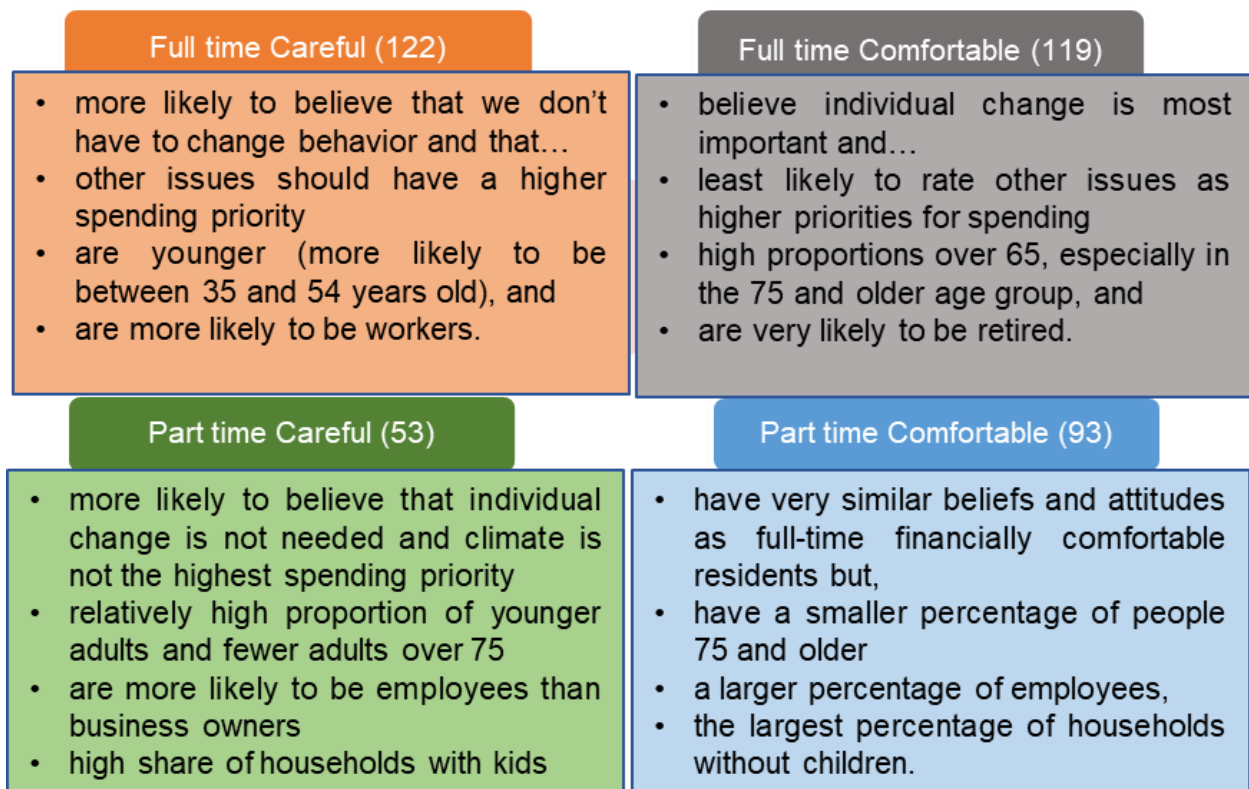 Full time Careful (122)
• more likely to believe that we don’t
have to change behavior and that…
• other issues should have a higher
spending priority
• are younger (more likely to be
between 35 and 54 years old), and
• are more likely to be workers.
Full time Comfortable (119)
• believe individual change is most
important and…
• least likely to rate other issues as
higher priorities for spending
• high proportions over 65, especially in
the 75 and older age group, and
• are very likely to be retired.
Part time Careful (53)
• more likely to believe that individual
change is not needed and climate is
not the highest spending priority
• relatively high proportion of younger
adults and fewer adults over 75
• are more likely to be employees than
business owners
• high share of households with kids
Part time Comfortable (93)
• have very similar beliefs and attitudes
as full-time financially comfortable
residents but,
• have a smaller percentage of people
75 and older
• a larger percentage of employees,
• the largest percentage of households
without children.